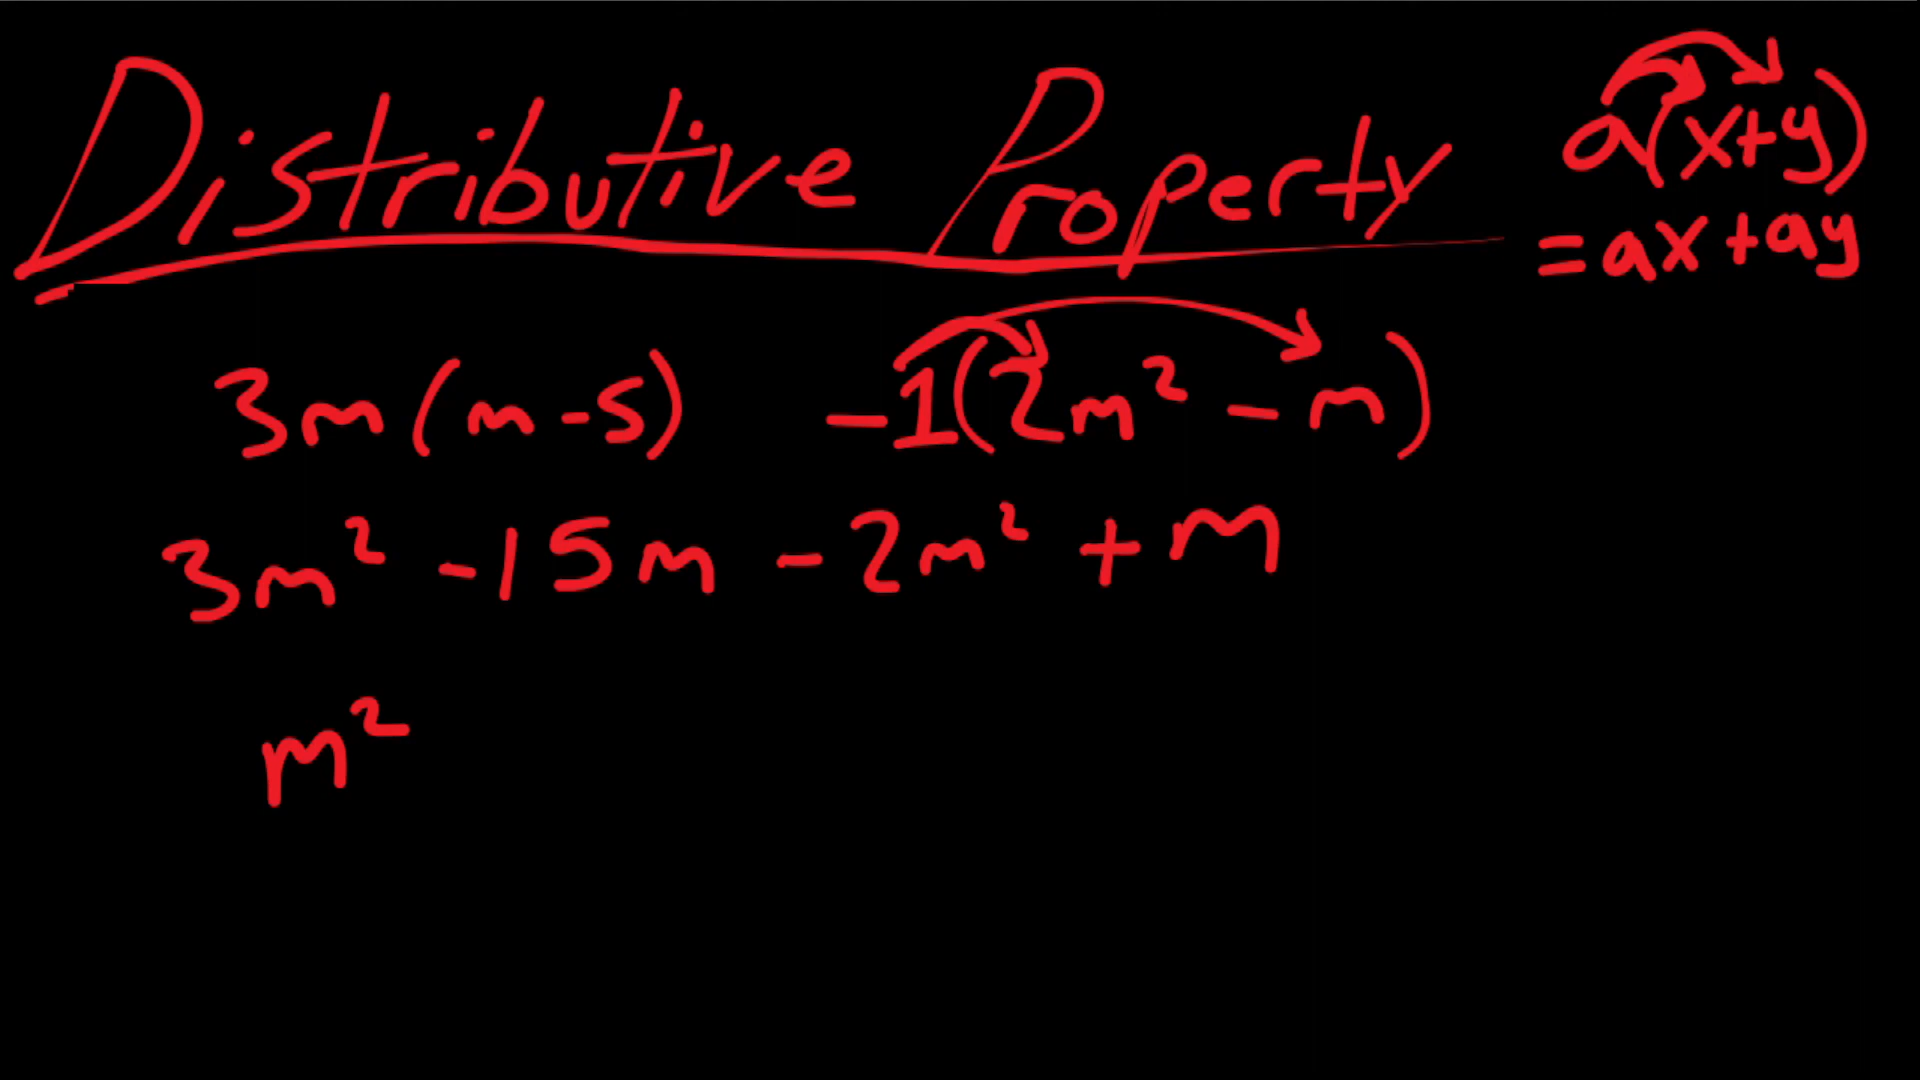 Distributive Property
a(x+y)
=ax+ay
3m(m-5) -1(2m² - m)
3m² -15m - 2m² + m
m²